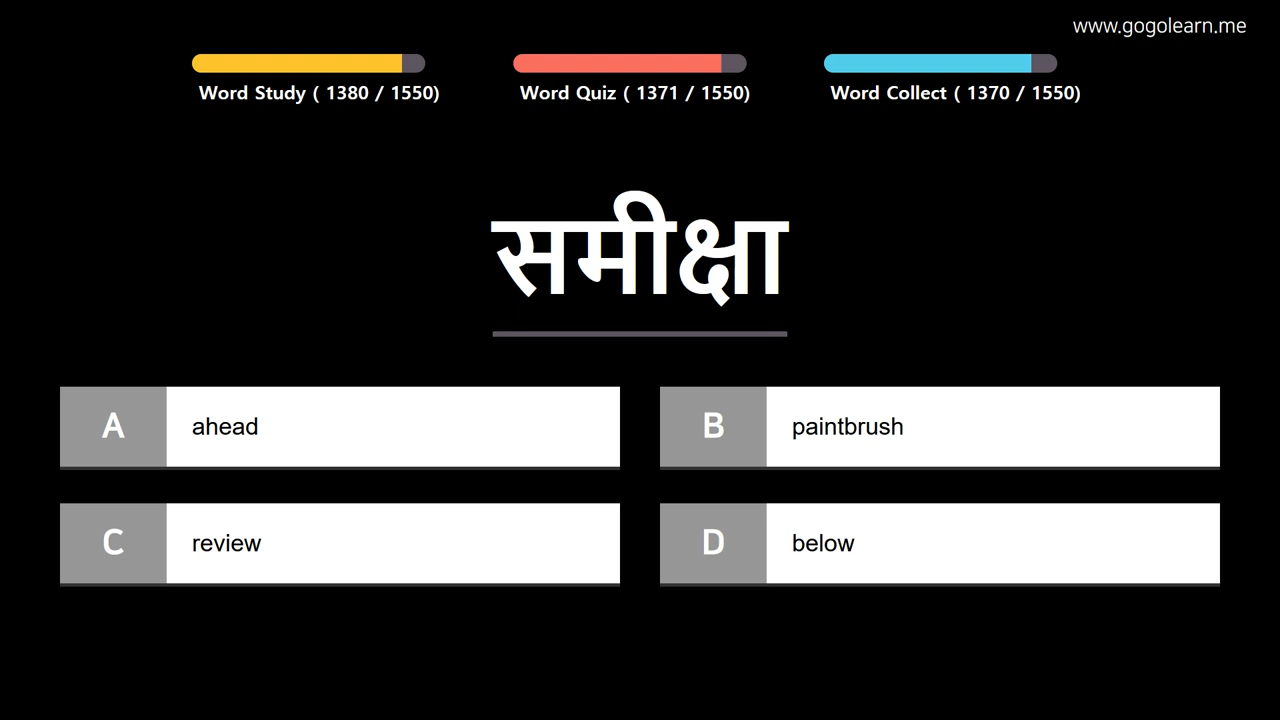 www.gogolearn.me
Word Study ( 1380 / 1550)
Word Quiz ( 1371 / 1550)
Word Collect ( 1370 / 1550)
समीक्षा
A ahead
B paintbrush
C review
D below